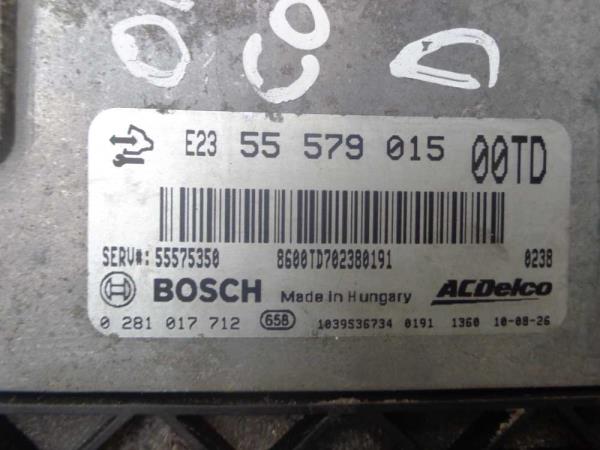 CO
D
E23 55 579 015 00TD
SERV#: 55575350 8600TD702380191 0238
BOSCH Made in Hungary ACDelco
0 281 017 712 658 1039S36734 0191 1360 10-08-26